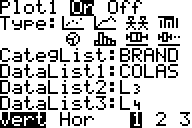 Plot1 On Off
Type:
CategList:BRAND
DataList1:COLAS
DataList2:L₃
DataList3:L₄
Vert Hor 1 2 3